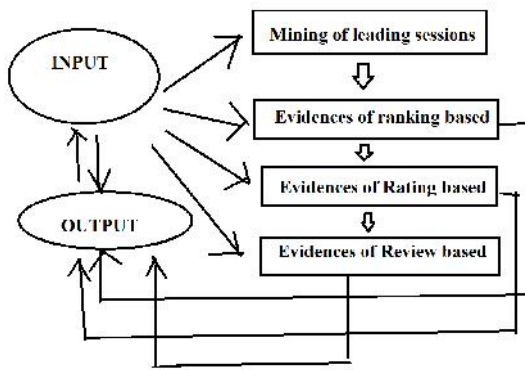 INPUT
Mining of leading sessions
Evidences of ranking based
Evidences of Rating based
OUTPUT
Evidences of Review based